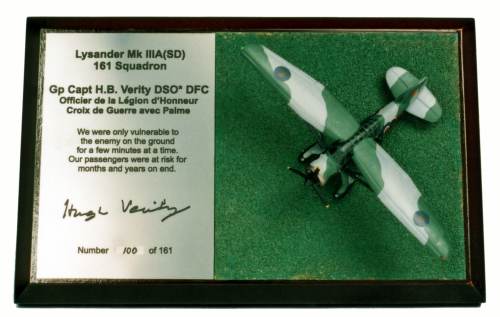 Lysander Mk IIIA(SD)
161 Squadron
Gp Capt H.B. Verity DSO* DFC
Officier de la Légion d'Honneur
Croix de Guerre avec Palme
We were only vulnerable to
the enemy on the ground
for a few minutes at a time.
Our passengers were at risk for
months and years on end.
Hugh Verity
Number 100 of 161